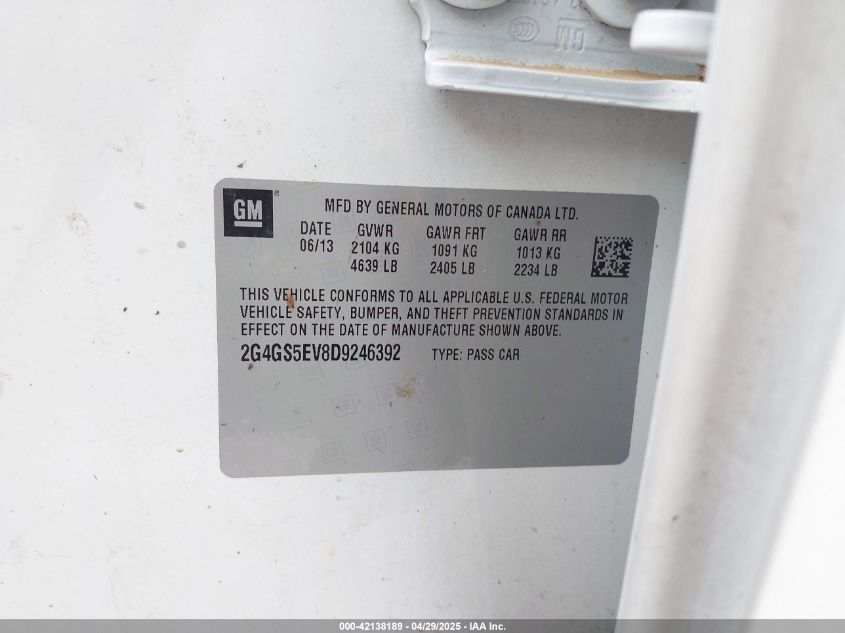 GM
GM
MFD BY GENERAL MOTORS OF CANADA LTD.
DATE GVWR GAWR FRT GAWR RR
06/13 2104 KG 1091 KG 1013 KG
4639 LB 2405 LB 2234 LB
THIS VEHICLE CONFORMS TO ALL APPLICABLE U.S. FEDERAL MOTOR
VEHICLE SAFETY, BUMPER, AND THEFT PREVENTION STANDARDS IN
EFFECT ON THE DATE OF MANUFACTURE SHOWN ABOVE.
2G4GS5EV8D9246392 TYPE: PASS CAR
000-42138189 - 04/29/2025 - IAA Inc.